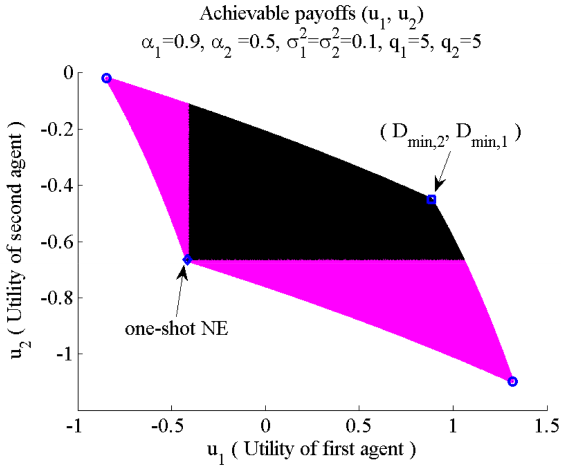 Achievable payoffs (u₁, u₂)
α₁=0.9, α₂ =0.5, σ₁²=σ₂²=0.1, q₁=5, q₂=5
0
-0.2
-0.4
-0.6
-0.8
-1
u₂ ( Utility of second agent )
( D_min,2, D_min,1 )
one-shot NE
-1
-0.5
0
0.5
1
1.5
u₁ ( Utility of first agent )